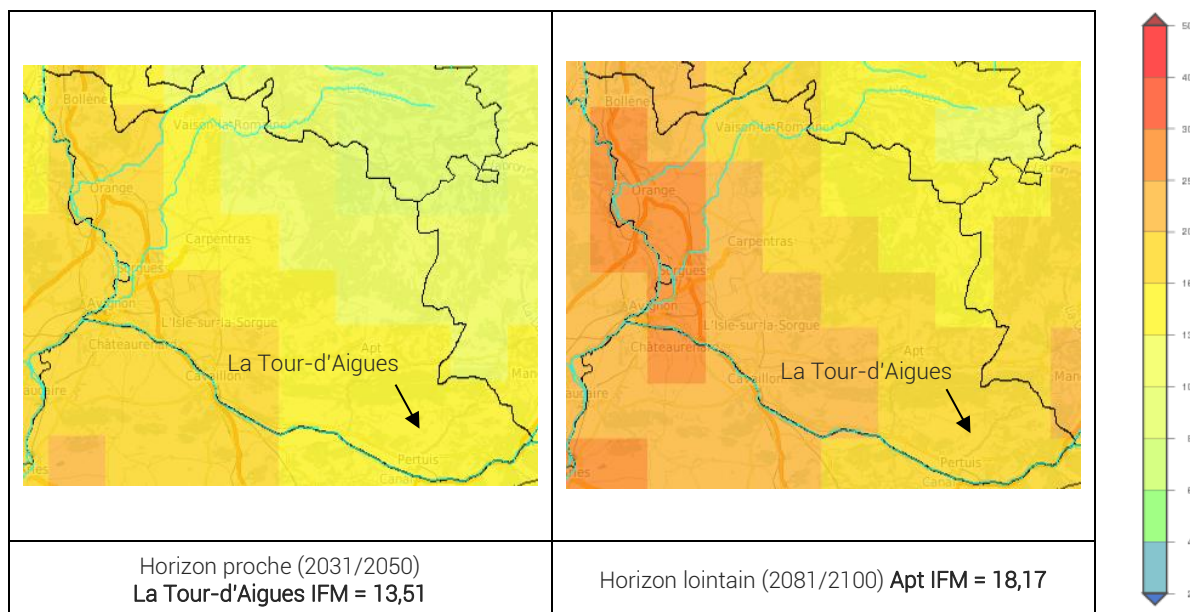 Bollène
Vaison-la-Romaine
Orange
Carpentras
Sorgues
Avignon
L'Isle-sur-la-Sorgue
Châteaurenard
Apt
La Tour-d'Aigues
Cavaillon
Pertuis
Bollène
Vaison-la-Romaine
Orange
Carpentras
Sorgues
Avignon
L'Isle-sur-la-Sorgue
Châteaurenard
Apt
La Tour-d'Aigues
Cavaillon
Pertuis
Horizon proche (2031/2050)
La Tour-d'Aigues IFM = 13,51
Horizon lointain (2081/2100) Apt IFM = 18,17